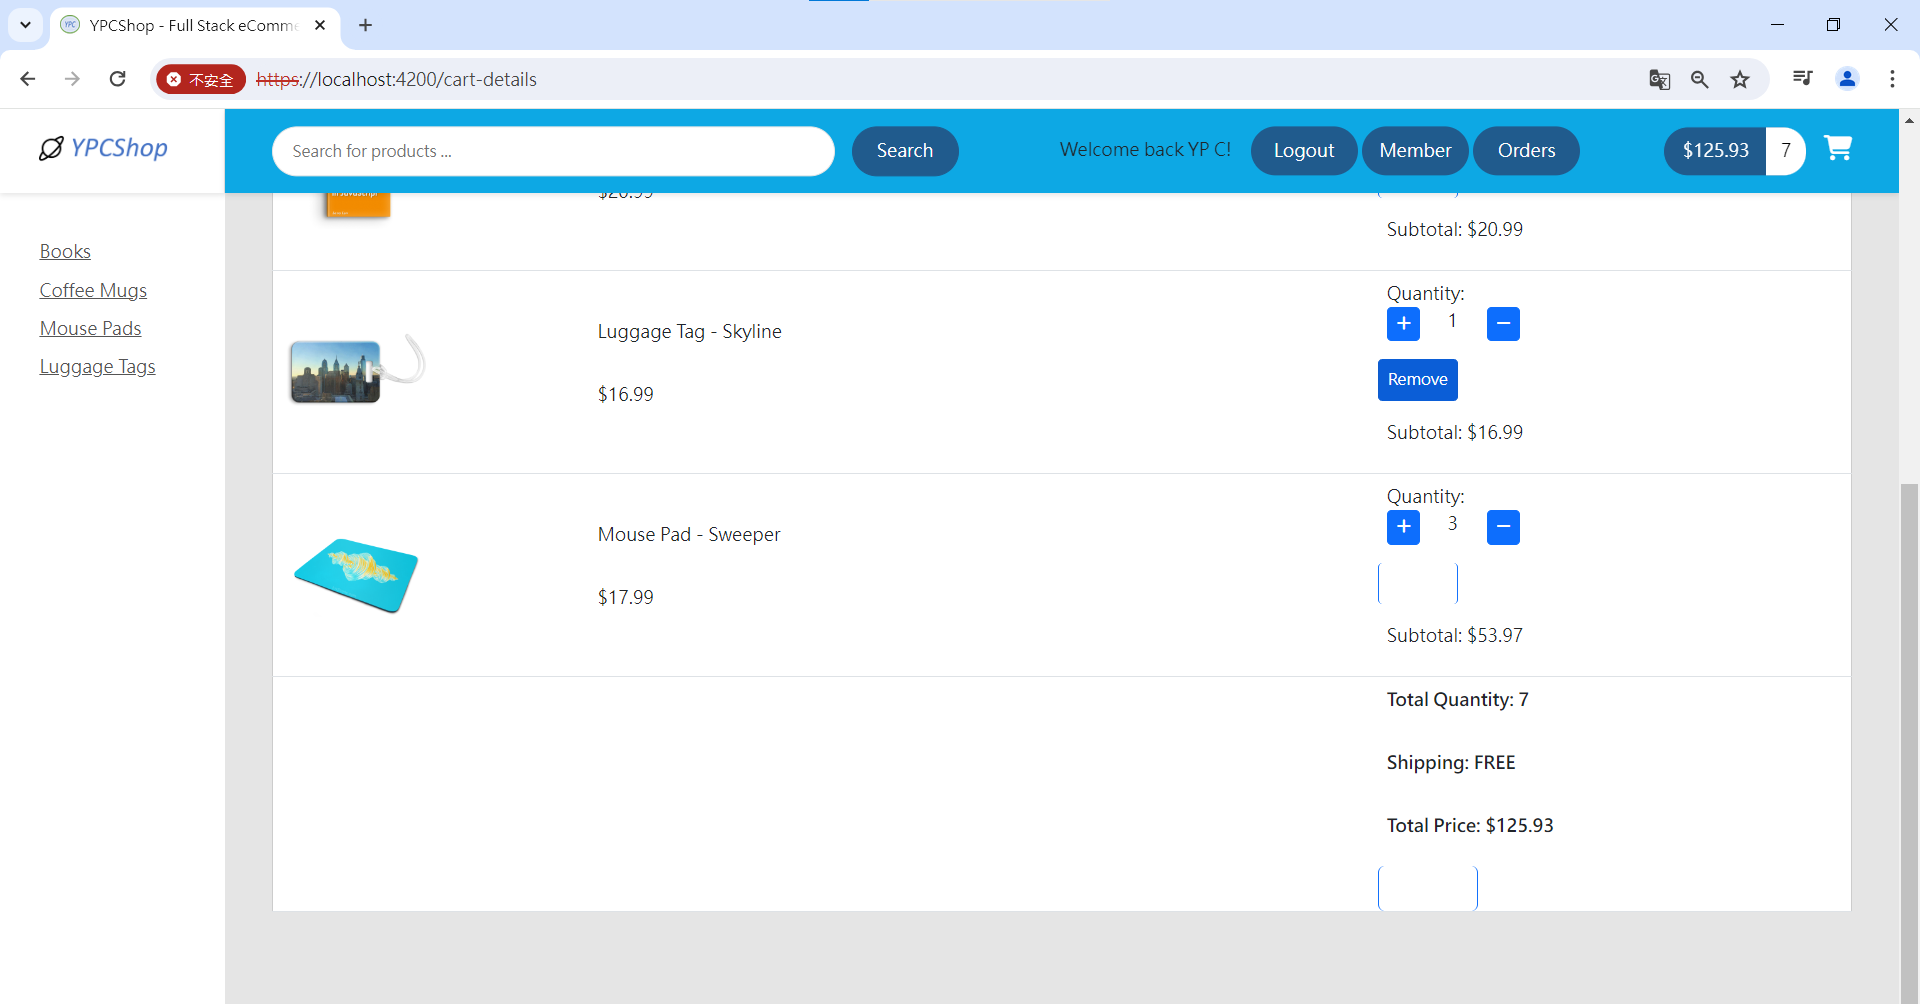 YPCShop - Full Stack eComme
不安全 https://localhost:4200/cart-details
YPCShop
Search for products ...
Search
Welcome back YP C!
Logout
Member
Orders
$125.93 7
Books
Coffee Mugs
Mouse Pads
Luggage Tags
Subtotal: $20.99
Luggage Tag - Skyline
$16.99
Quantity:
+ 1 −
Remove
Subtotal: $16.99
Mouse Pad - Sweeper
$17.99
Quantity:
+ 3 −
Subtotal: $53.97
Total Quantity: 7
Shipping: FREE
Total Price: $125.93